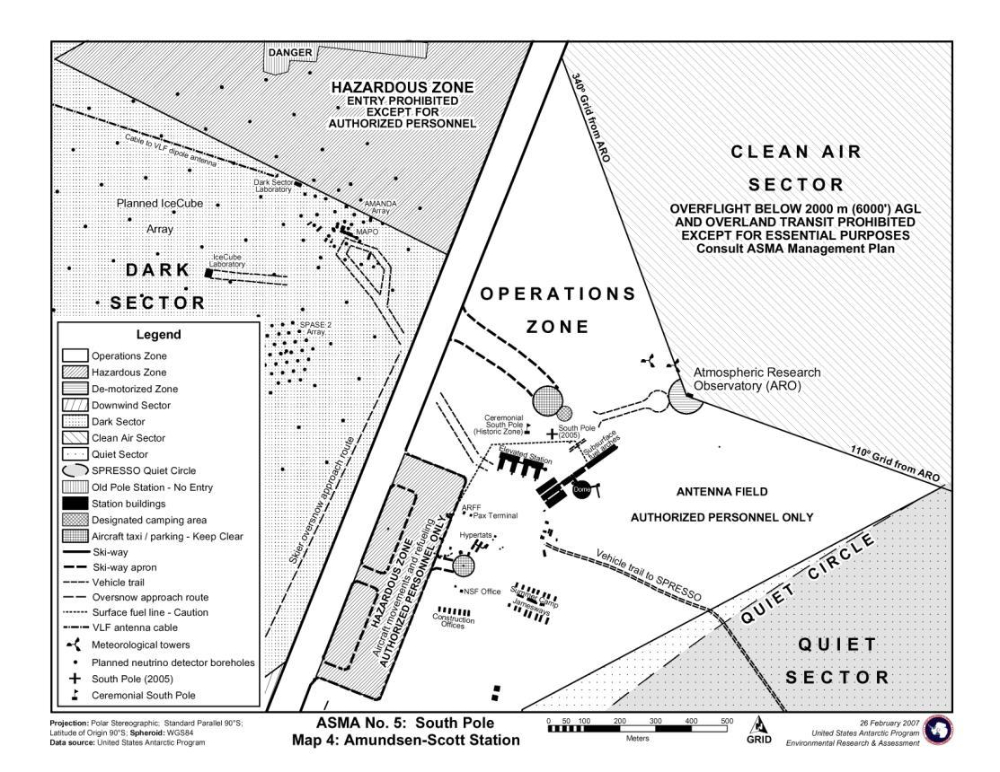 DANGER
HAZARDOUS ZONE
ENTRY PROHIBITED
EXCEPT FOR
AUTHORIZED PERSONNEL
340º Grid from ARO
CLEAN AIR
SECTOR
OVERFLIGHT BELOW 2000 m (6000') AGL
AND OVERLAND TRANSIT PROHIBITED
EXCEPT FOR ESSENTIAL PURPOSES
Consult ASMA Management Plan
Cable to VLF dipole antenna
Dark Sector
Laboratory
Planned IceCube
Array
AMANDA
Array
MAPO
IceCube
Laboratory
DARK
SECTOR
SPASE 2
Array
OPERATIONS
ZONE
Atmospheric Research
Observatory (ARO)
Ceremonial
South Pole
(Historic Zone)
South Pole
(2005)
Subsurface
fuel arches
Elevated Station
Dome
110º Grid from ARO
ANTENNA FIELD
AUTHORIZED PERSONNEL ONLY
Skier oversnow approach route
ARFF
Pax Terminal
Hypertats
HAZARDOUS ZONE
Aircraft movements and refueling
AUTHORIZED PERSONNEL ONLY
NSF Office
Construction
Offices
Summer Camp
Jamesways
Vehicle trail to SPRESSO
QUIET CIRCLE
QUIET
SECTOR
Legend
Operations Zone
Hazardous Zone
De-motorized Zone
Downwind Sector
Dark Sector
Clean Air Sector
Quiet Sector
SPRESSO Quiet Circle
Old Pole Station - No Entry
Station buildings
Designated camping area
Aircraft taxi / parking - Keep Clear
Ski-way
Ski-way apron
Vehicle trail
Oversnow approach route
Surface fuel line - Caution
VLF antenna cable
Meteorological towers
Planned neutrino detector boreholes
South Pole (2005)
Ceremonial South Pole
Projection: Polar Stereographic; Standard Parallel 90°S;
Latitude of Origin 90°S; Spheroid: WGS84
Data source: United States Antarctic Program
ASMA No. 5: South Pole
Map 4: Amundsen-Scott Station
0 50 100 200 300 400 500
Meters
GRID
26 February 2007
United States Antarctic Program
Environmental Research & Assessment